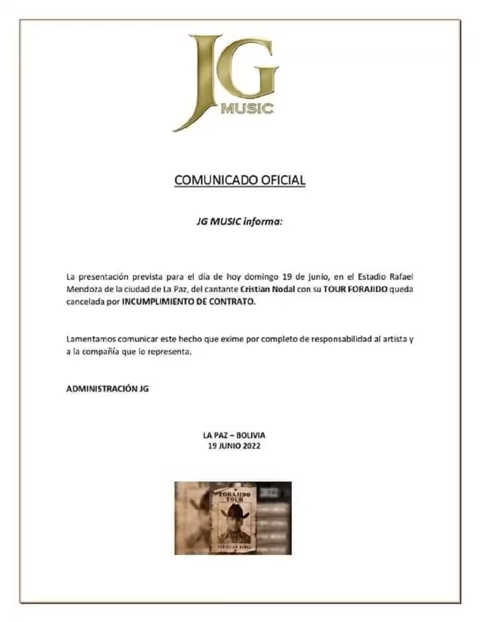 JG
MUSIC
COMUNICADO OFICIAL
JG MUSIC informa:
La presentación prevista para el día de hoy domingo 19 de junio, en el Estadio Rafael
Mendoza de la ciudad de La Paz, del cantante Cristian Nodal con su TOUR FORAJIDO queda
cancelada por INCUMPLIMIENTO DE CONTRATO.
Lamentamos comunicar este hecho que exime por completo de responsabilidad al artista y
a la compañía que lo representa.
ADMINISTRACIÓN JG
LA PAZ – BOLIVIA
19 JUNIO 2022
FORAJIDO
TOUR
2022